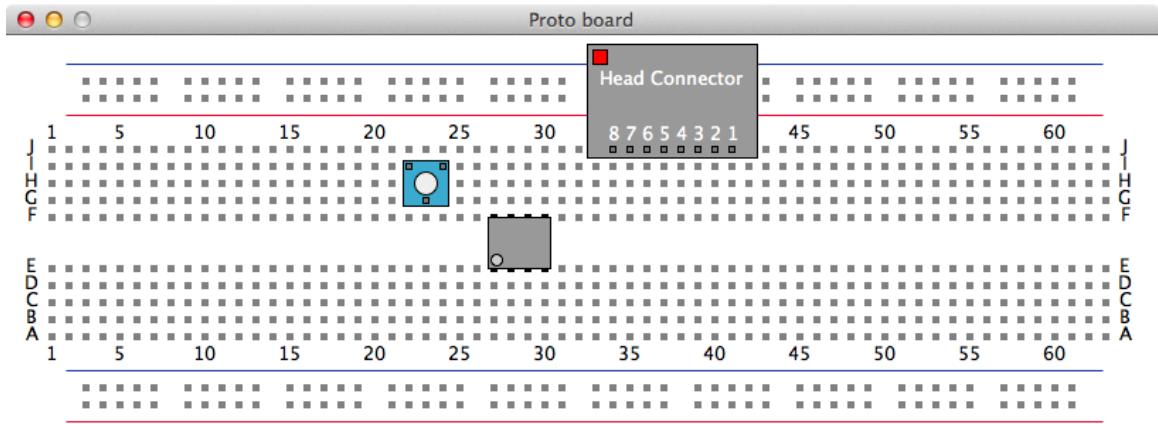 Proto board
Head Connector
8 7 6 5 4 3 2 1
1 5 10 15 20 25 30 45 50 55 60
J J
I I
H H
G G
F F
E E
D D
C C
B B
A A
1 5 10 15 20 25 30 35 40 45 50 55 60